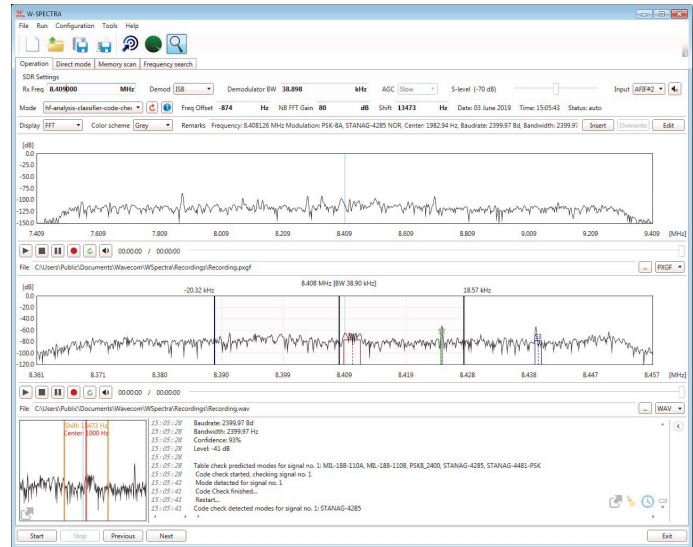 W-SPECTRA
File Run Configuration Tools Help
Operation Direct mode Memory scan Frequency search
SDR Settings
Rx Freq 8.409000 MHz Demod ISB Demodulator BW 38.898 kHz AGC Slow S-level (-70 dB) Input AFIF#2
Mode hf-analysis-classifier-code-chec Freq Offset -874 Hz NB FFT Gain 80 dB Shift 13473 Hz Date: 03 June 2019 Time: 15:05:43 Status: auto
Display FFT Color scheme Grey Remarks Frequency: 8.408126 MHz Modulation: PSK-8A, STANAG-4285 NOR, Center: 1982.94 Hz, Baudrate: 2399.97 Bd, Bandwidth: 2399.97 Insert Overwrite Edit
[dB]
0.0
-25.0
-50.0
-75.0
-100.0
-125.0
-150.0
7.409 7.609 7.809 8.009 8.209 8.409 8.609 8.809 9.009 9.209 9.409 [MHz]
00:00:00 / 00:00:00
File C:\Users\Public\Documents\Wavecom\WSpectra\Recordings\Recording.pxgf ... PXGF
[dB] -20.32 kHz 8.408 MHz [BW 38.90 kHz] 18.57 kHz
0.0
-20.0
-40.0
-60.0
-80.0
-100.0
-120.0
8.361 8.371 8.380 8.390 8.399 8.409 8.419 8.428 8.438 8.447 8.457 [MHz]
00:00:00 / 00:00:00
File C:\Users\Public\Documents\Wavecom\WSpectra\Recordings\Recording.wav ... WAV
Shift: 13473 Hz
Center: 1000 Hz
15:05:28 Baudrate: 2399.97 Bd
15:05:28 Bandwidth: 2399.97 Hz
15:05:28 Confidence: 93%
15:05:28 Level: -41 dB
15:05:28
15:05:28 Table check predicted modes for signal no. 1: MIL-188-110A, MIL-188-110B, PSK8_2400, STANAG-4285, STANAG-4481-PSK
15:05:28 Code check started, checking signal no. 1
15:05:41 Mode detected for signal no. 1
15:05:41 Code Check finished...
15:05:41 Restart...
15:05:41 Code check detected modes for signal no. 1: STANAG-4285
Start Stop Previous Next Exit